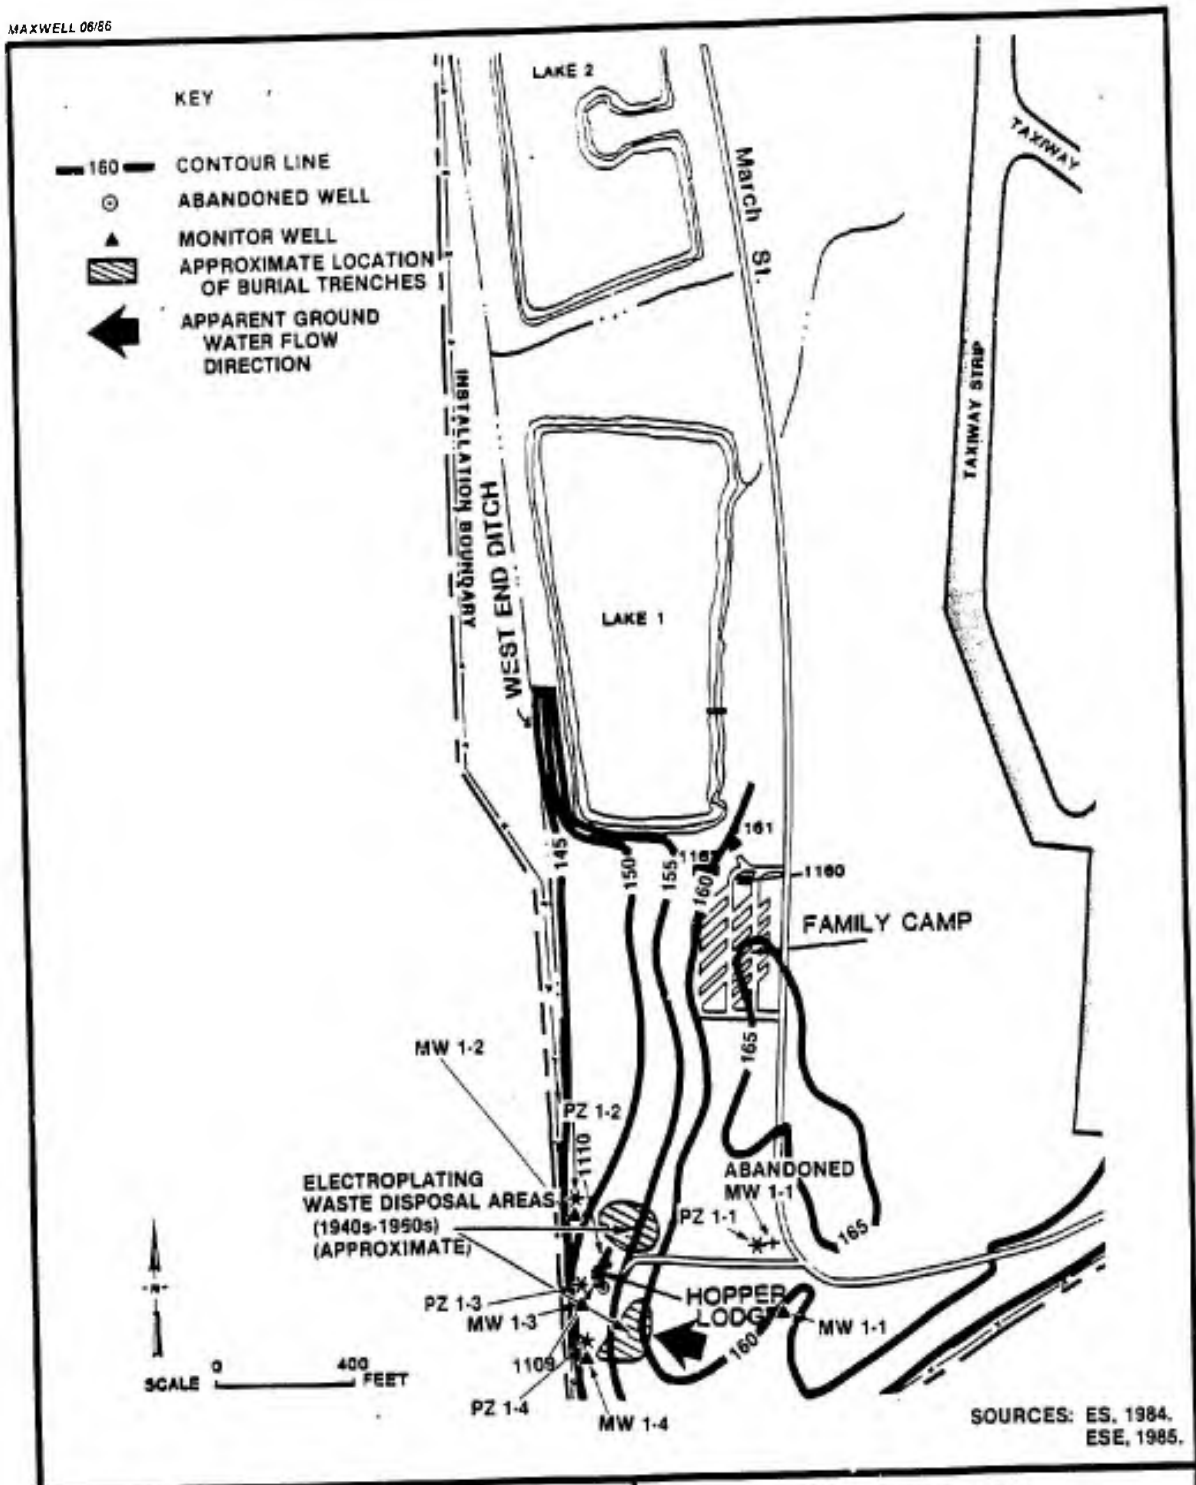 MAXWELL 06/86
KEY
160 CONTOUR LINE
ABANDONED WELL
MONITOR WELL
APPROXIMATE LOCATION
OF BURIAL TRENCHES
APPARENT GROUND
WATER FLOW
DIRECTION
LAKE 2
March St.
TAXIWAY
TAXIWAY STRIP
INSTALLATION BOUNDARY
WEST END DITCH
LAKE 1
145
150
155
116
160
161
1160
FAMILY CAMP
165
MW 1-2
PZ 1-2
1110
ELECTROPLATING
WASTE DISPOSAL AREAS
(1940s-1950s)
(APPROXIMATE)
ABANDONED
MW 1-1
PZ 1-1
165
PZ 1-3
MW 1-3
HOPPER
LODGE
MW 1-1
160
1109
PZ 1-4
MW 1-4
N
0 400
SCALE FEET
SOURCES: ES, 1984.
ESE, 1985.